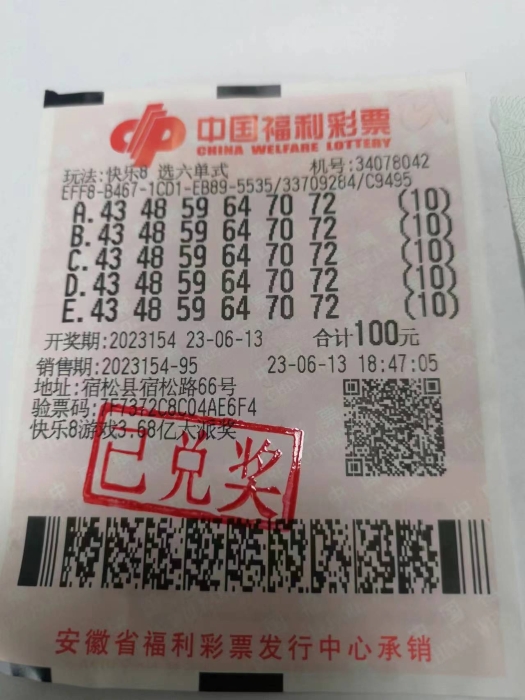 中国福利彩票
CHINA WELFARE LOTTERY
玩法:快乐8 选六单式 机号:34078042
EFF8-B467-1CD1-EB89-5535/33709284/C9495
A.43 48 59 64 70 72 (10)
B.43 48 59 64 70 72 (10)
C.43 48 59 64 70 72 (10)
D.43 48 59 64 70 72 (10)
E.43 48 59 64 70 72 (10)
开奖期:2023154 23-06-13 合计100元
销售期:2023154-95 23-06-13 18:47:05
地址:宿松县宿松路66号
验票码:7F7372C8C04AE6F4
快乐8游戏3.68亿大派奖
已兑奖
安徽省福利彩票发行中心承销